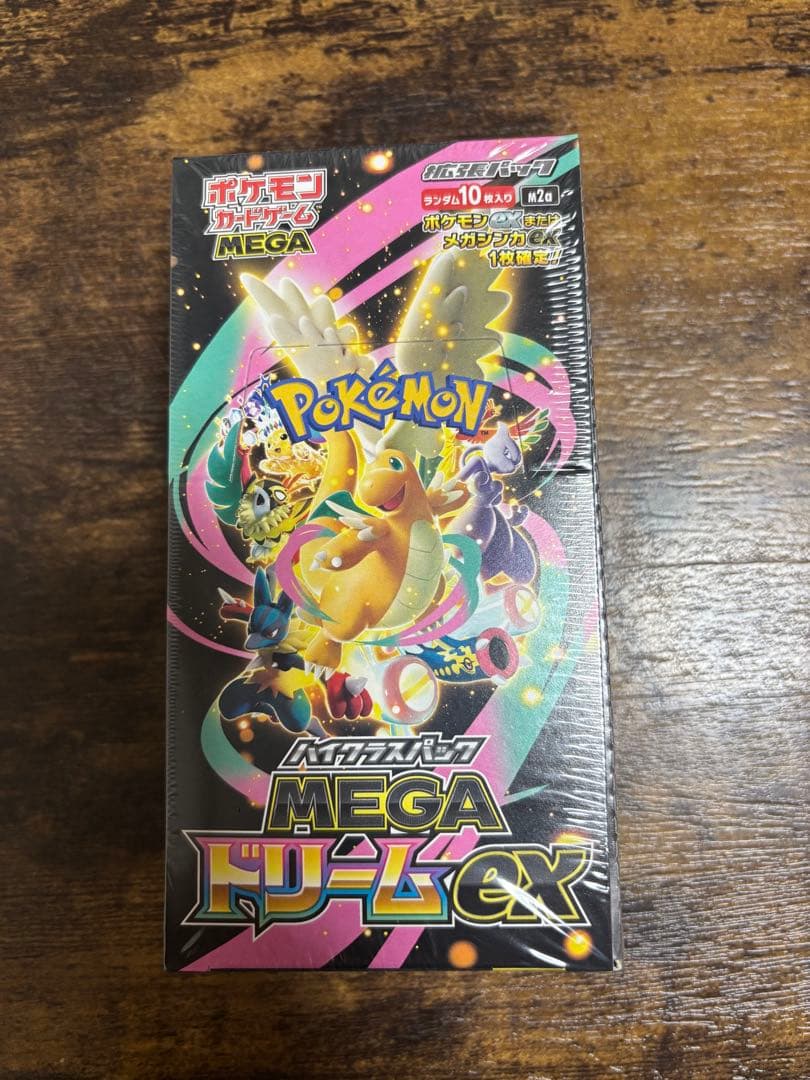 ポケモン
カードゲーム
MEGA
拡張パック
ランダム10枚入り M2a
ポケモンexまたは
メガシンカex
1枚確定!!
POKéMON
TM
ハイクラスパック
MEGA
ドリームex